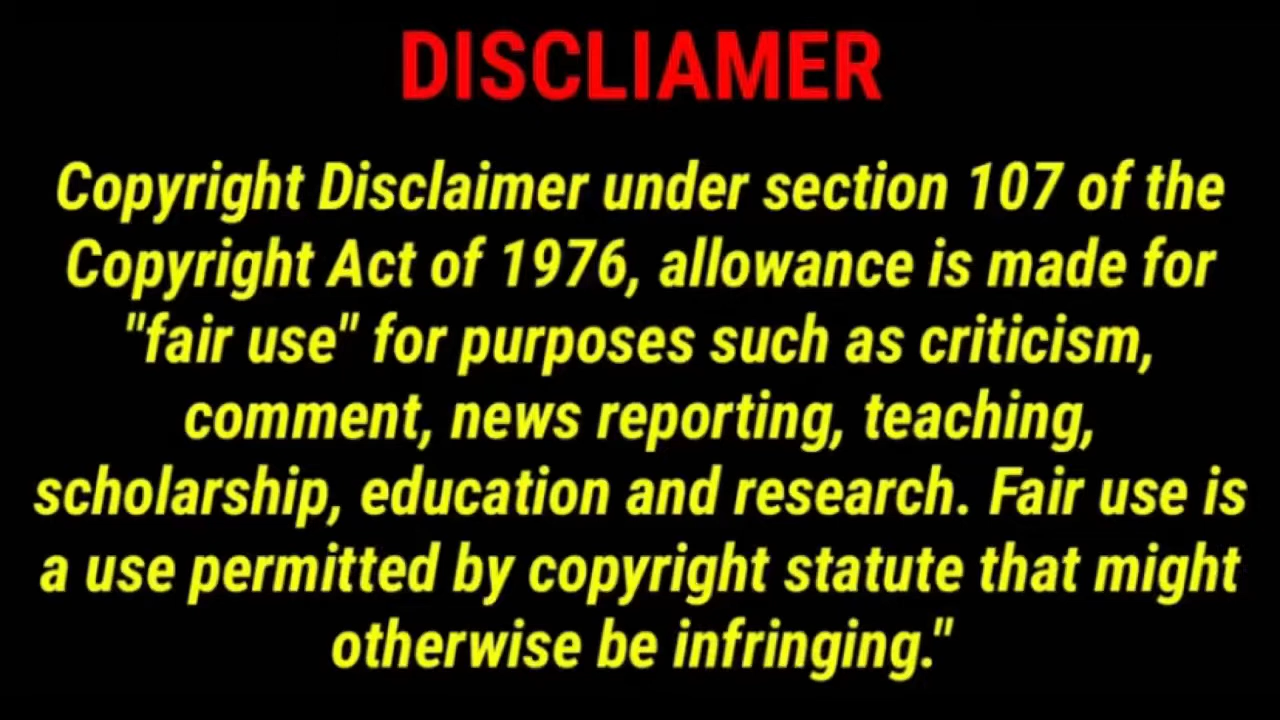 DISCLIAMER
Copyright Disclaimer under section 107 of the
Copyright Act of 1976, allowance is made for
"fair use" for purposes such as criticism,
comment, news reporting, teaching,
scholarship, education and research. Fair use is
a use permitted by copyright statute that might
otherwise be infringing."